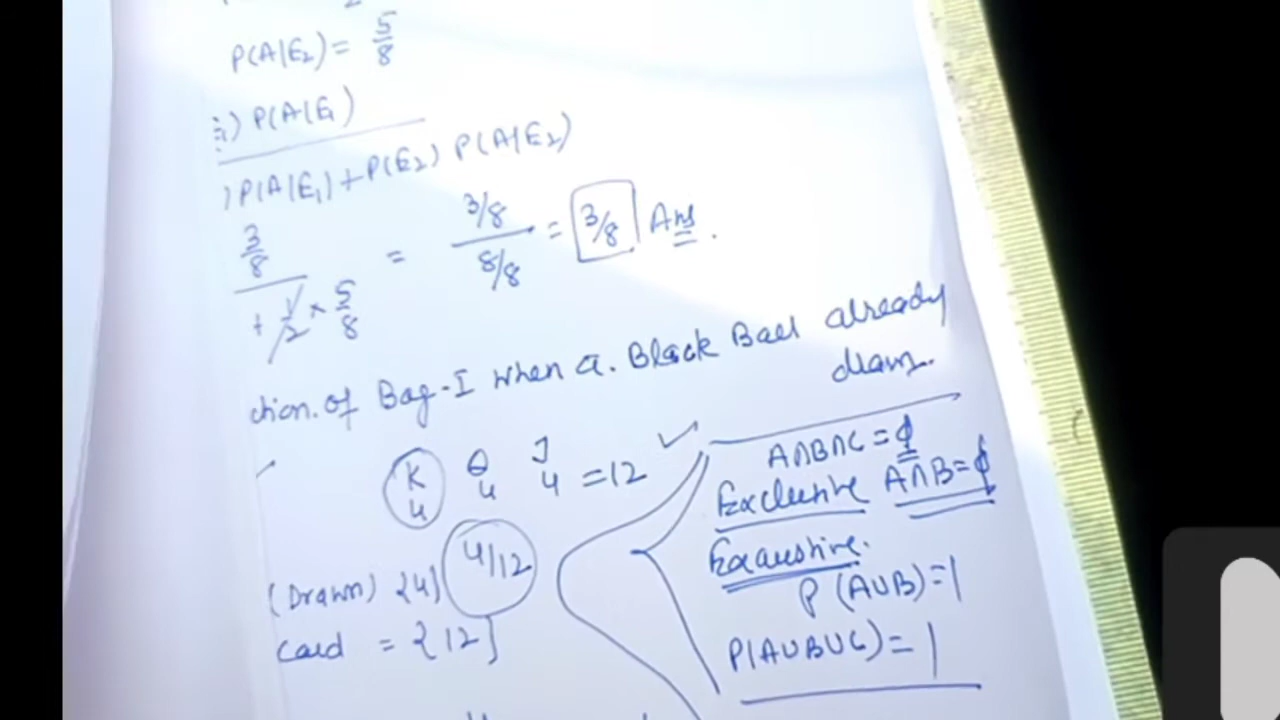 P(A|E₂) = 5/8
P(A|E₁)
) P(A|E₁) + P(E₂) P(A|E₂)
3/8 = 3/8 / 8/8 = 3/8 Ans.
+ 1/2 × 5/8
ction. of Bag-I when a. Black Ball already
drawn.
K Q J
4 4 4 = 12 ✓
A∩B∩C = ϕ
Exclusive A∩B = ϕ
Exaustive.
P (A∪B) = 1
P(A∪B∪C) = 1
(Drawn) {4} 4/12
Card = {12}